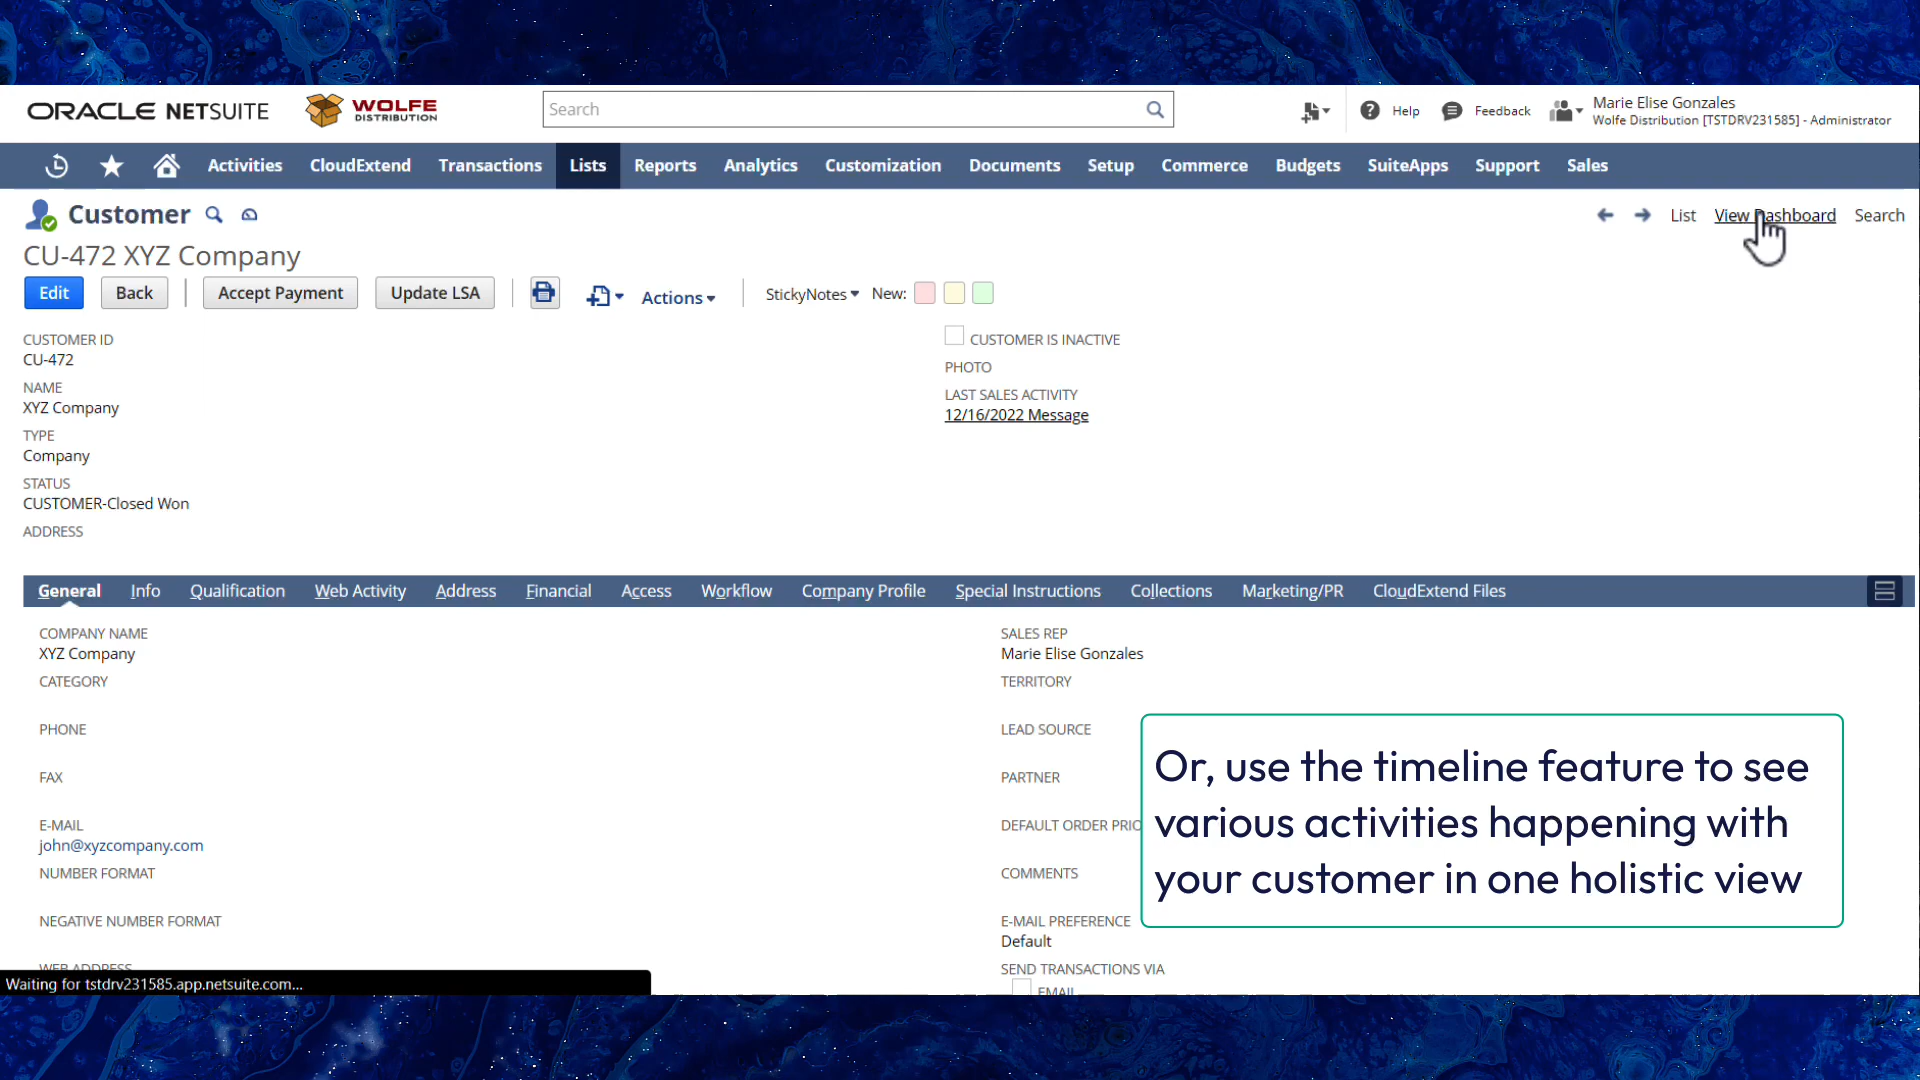 ORACLE NETSUITE
WOLFE
DISTRIBUTION
Search
Help
Feedback
Marie Elise Gonzales
Wolfe Distribution [TSTDRV231585] - Administrator
Activities CloudExtend Transactions Lists Reports Analytics Customization Documents Setup Commerce Budgets SuiteApps Support Sales
Customer
List View Dashboard Search
CU-472 XYZ Company
Edit Back Accept Payment Update LSA Actions StickyNotes New:
CUSTOMER ID
CU-472
NAME
XYZ Company
TYPE
Company
STATUS
CUSTOMER-Closed Won
ADDRESS
CUSTOMER IS INACTIVE
PHOTO
LAST SALES ACTIVITY
12/16/2022 Message
General Info Qualification Web Activity Address Financial Access Workflow Company Profile Special Instructions Collections Marketing/PR CloudExtend Files
COMPANY NAME
XYZ Company
CATEGORY
PHONE
FAX
E-MAIL
john@xyzcompany.com
NUMBER FORMAT
NEGATIVE NUMBER FORMAT
WEB ADDRESS
SALES REP
Marie Elise Gonzales
TERRITORY
LEAD SOURCE
PARTNER
DEFAULT ORDER PRIO
COMMENTS
E-MAIL PREFERENCE
Default
SEND TRANSACTIONS VIA
EMAIL
Or, use the timeline feature to see
various activities happening with
your customer in one holistic view
Waiting for tstdrv231585.app.netsuite.com...